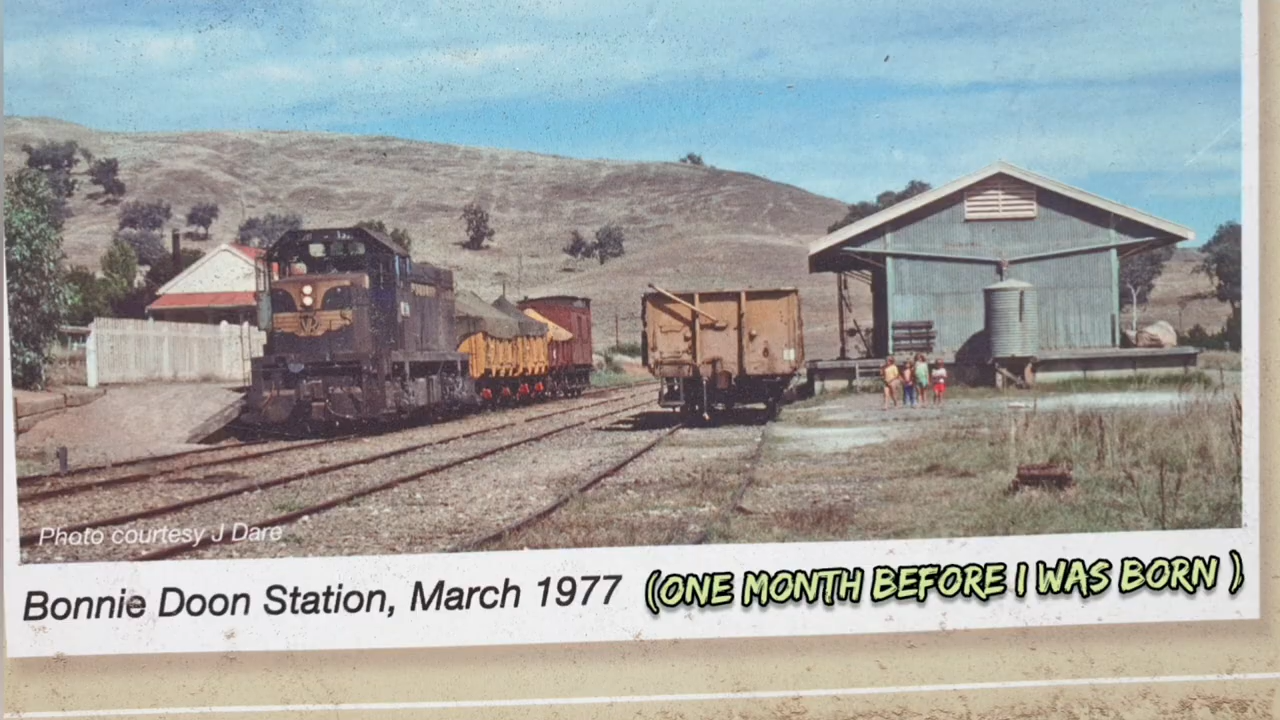 Photo courtesy J Dare
Bonnie Doon Station, March 1977 (ONE MONTH BEFORE I WAS BORN )